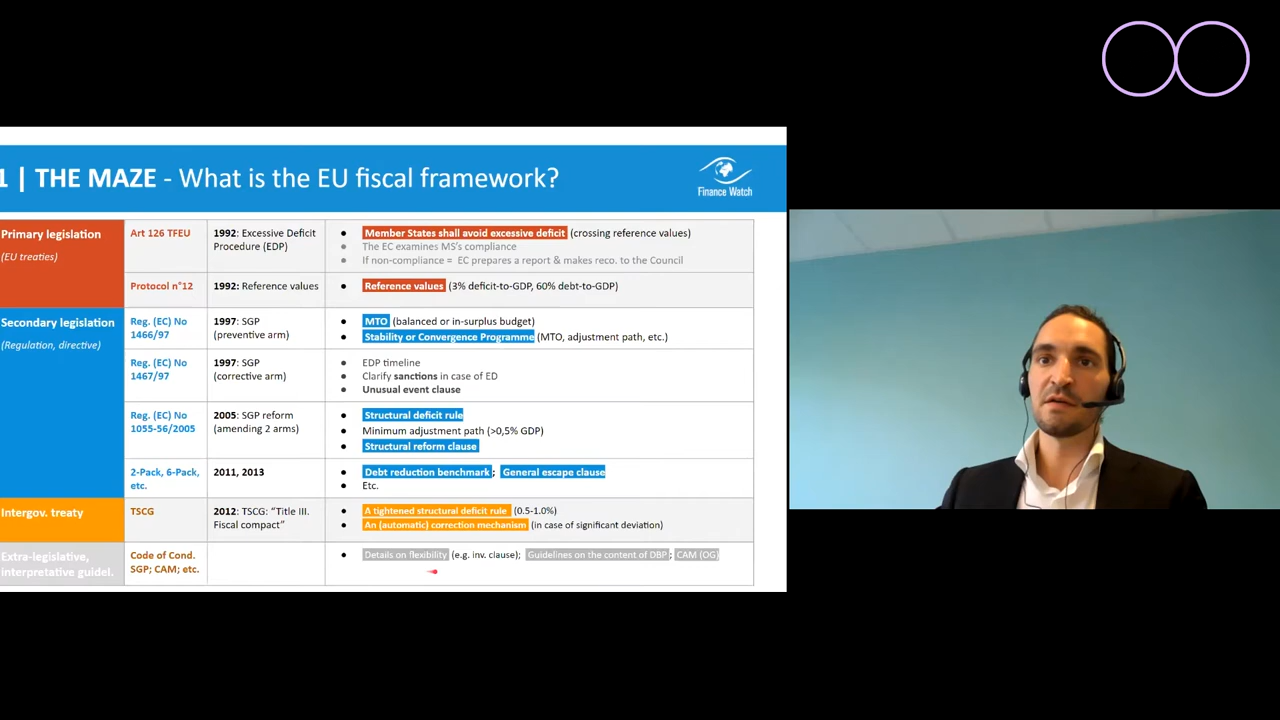 1 | THE MAZE - What is the EU fiscal framework?
Finance Watch
Primary legislation
(EU treaties)
Art 126 TFEU
1992: Excessive Deficit
Procedure (EDP)
● Member States shall avoid excessive deficit (crossing reference values)
● The EC examines MS's compliance
● If non-compliance = EC prepares a report & makes reco. to the Council
Protocol n°12
1992: Reference values
● Reference values (3% deficit-to-GDP, 60% debt-to-GDP)
Secondary legislation
(Regulation, directive)
Reg. (EC) No
1466/97
1997: SGP
(preventive arm)
● MTO (balanced or in-surplus budget)
● Stability or Convergence Programme (MTO, adjustment path, etc.)
Reg. (EC) No
1467/97
1997: SGP
(corrective arm)
● EDP timeline
● Clarify sanctions in case of ED
● Unusual event clause
Reg. (EC) No
1055-56/2005
2005: SGP reform
(amending 2 arms)
● Structural deficit rule
● Minimum adjustment path (>0,5% GDP)
● Structural reform clause
2-Pack, 6-Pack,
etc.
2011, 2013
● Debt reduction benchmark; General escape clause
● Etc.
Intergov. treaty
TSCG
2012: TSCG: "Title III.
Fiscal compact"
● A tightened structural deficit rule (0.5-1.0%)
● An (automatic) correction mechanism (in case of significant deviation)
Extra-legislative,
interpretative guidel.
Code of Cond.
SGP; CAM; etc.
● Details on flexibility (e.g. inv. clause); Guidelines on the content of DBP; CAM (OG)